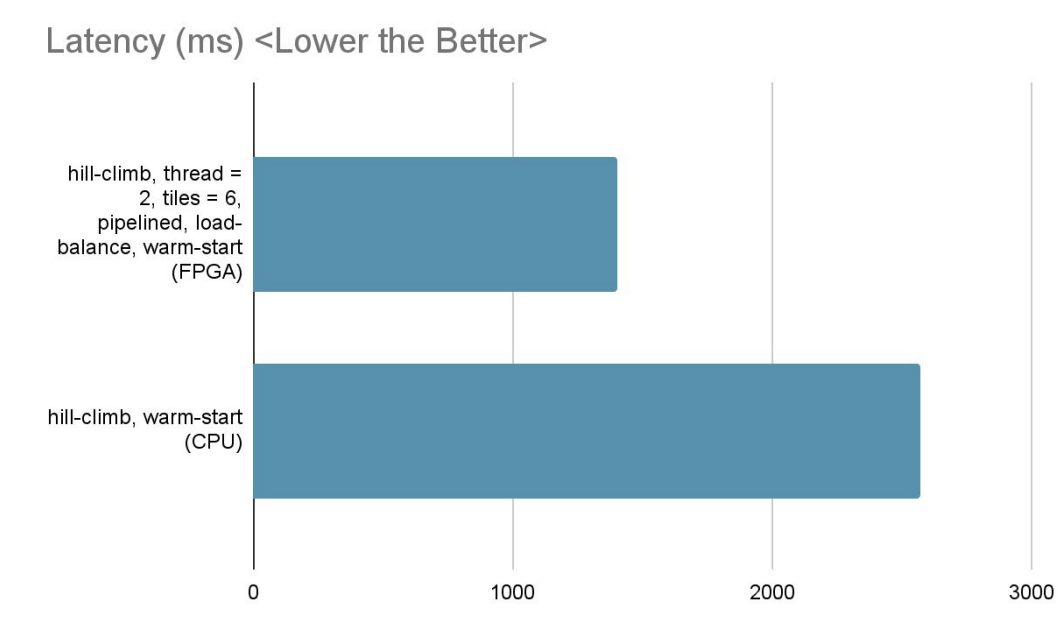 Latency (ms) <Lower the Better>
hill-climb, thread =
2, tiles = 6,
pipelined, load-
balance, warm-start
(FPGA)
hill-climb, warm-start
(CPU)
0
1000
2000
3000